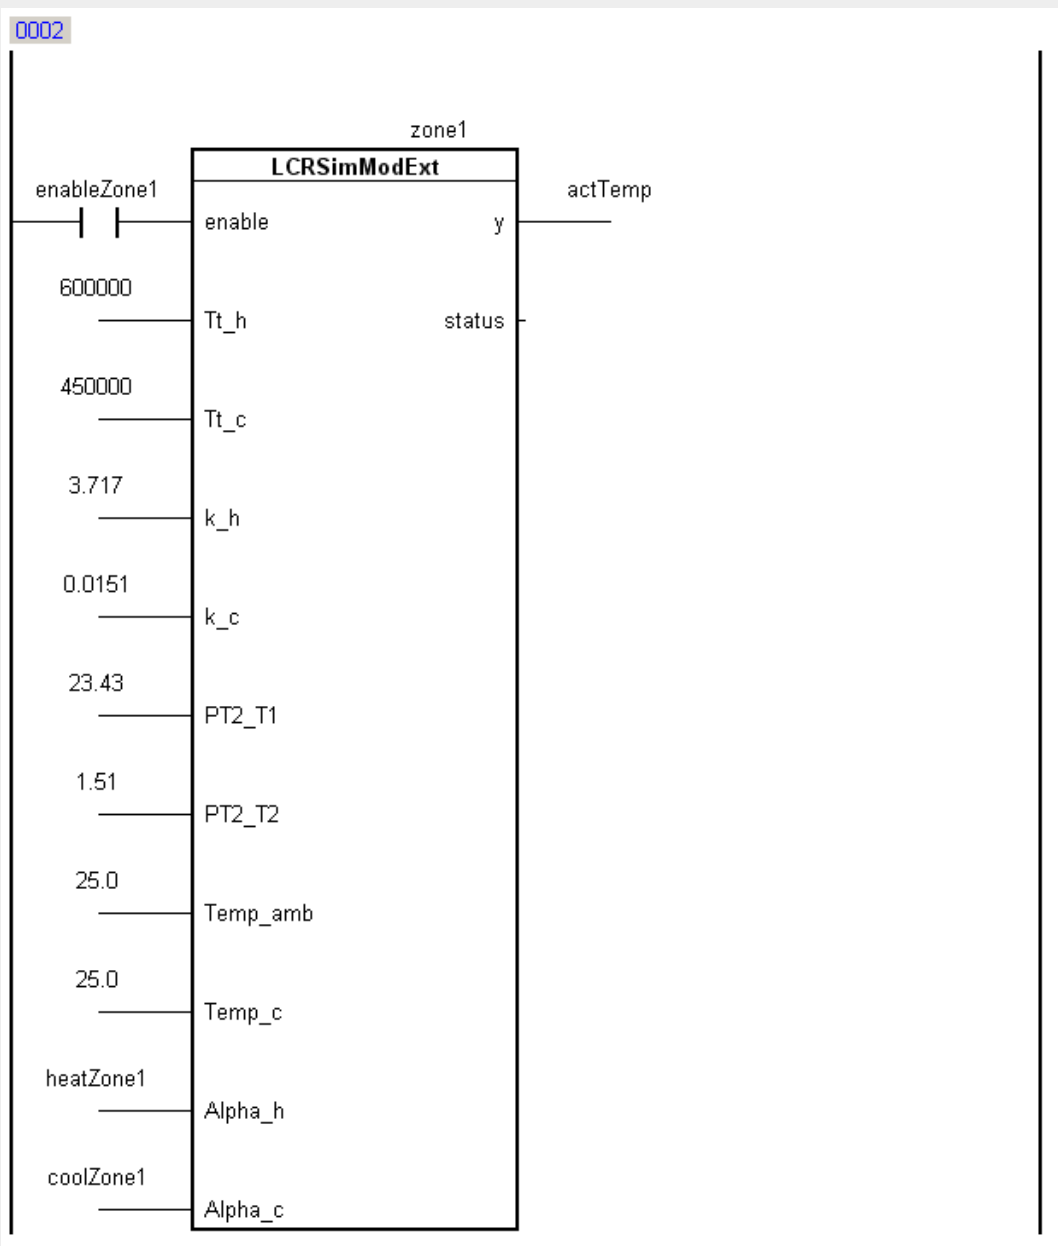 0002
zone1
LCRSimModExt
enableZone1
actTemp
enable
y
600000
Tt_h
status
450000
Tt_c
3.717
k_h
0.0151
k_c
23.43
PT2_T1
1.51
PT2_T2
25.0
Temp_amb
25.0
Temp_c
heatZone1
Alpha_h
coolZone1
Alpha_c